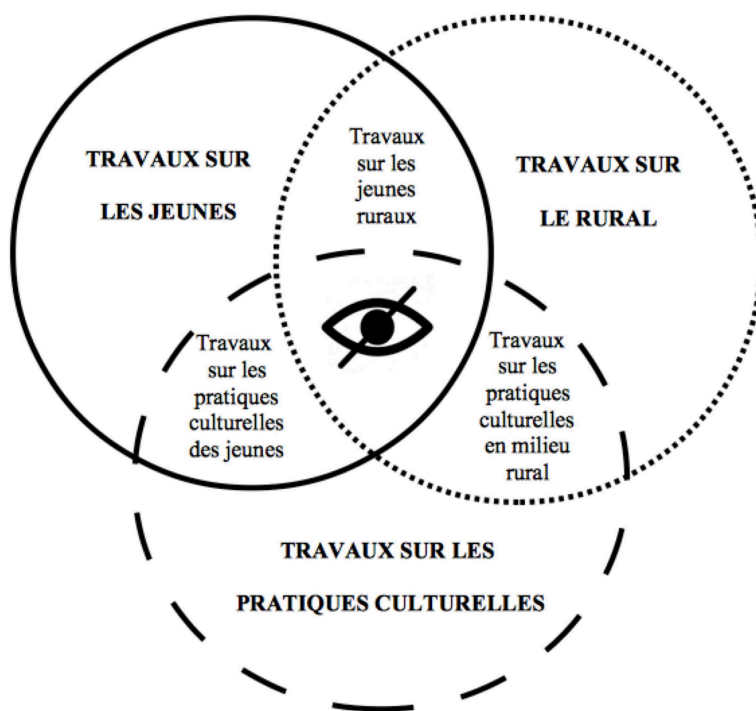 TRAVAUX SUR
LES JEUNES
Travaux
sur les
jeunes
ruraux
TRAVAUX SUR
LE RURAL
Travaux
sur les
pratiques
culturelles
des jeunes
Travaux
sur les
pratiques
culturelles
en milieu
rural
TRAVAUX SUR LES
PRATIQUES CULTURELLES